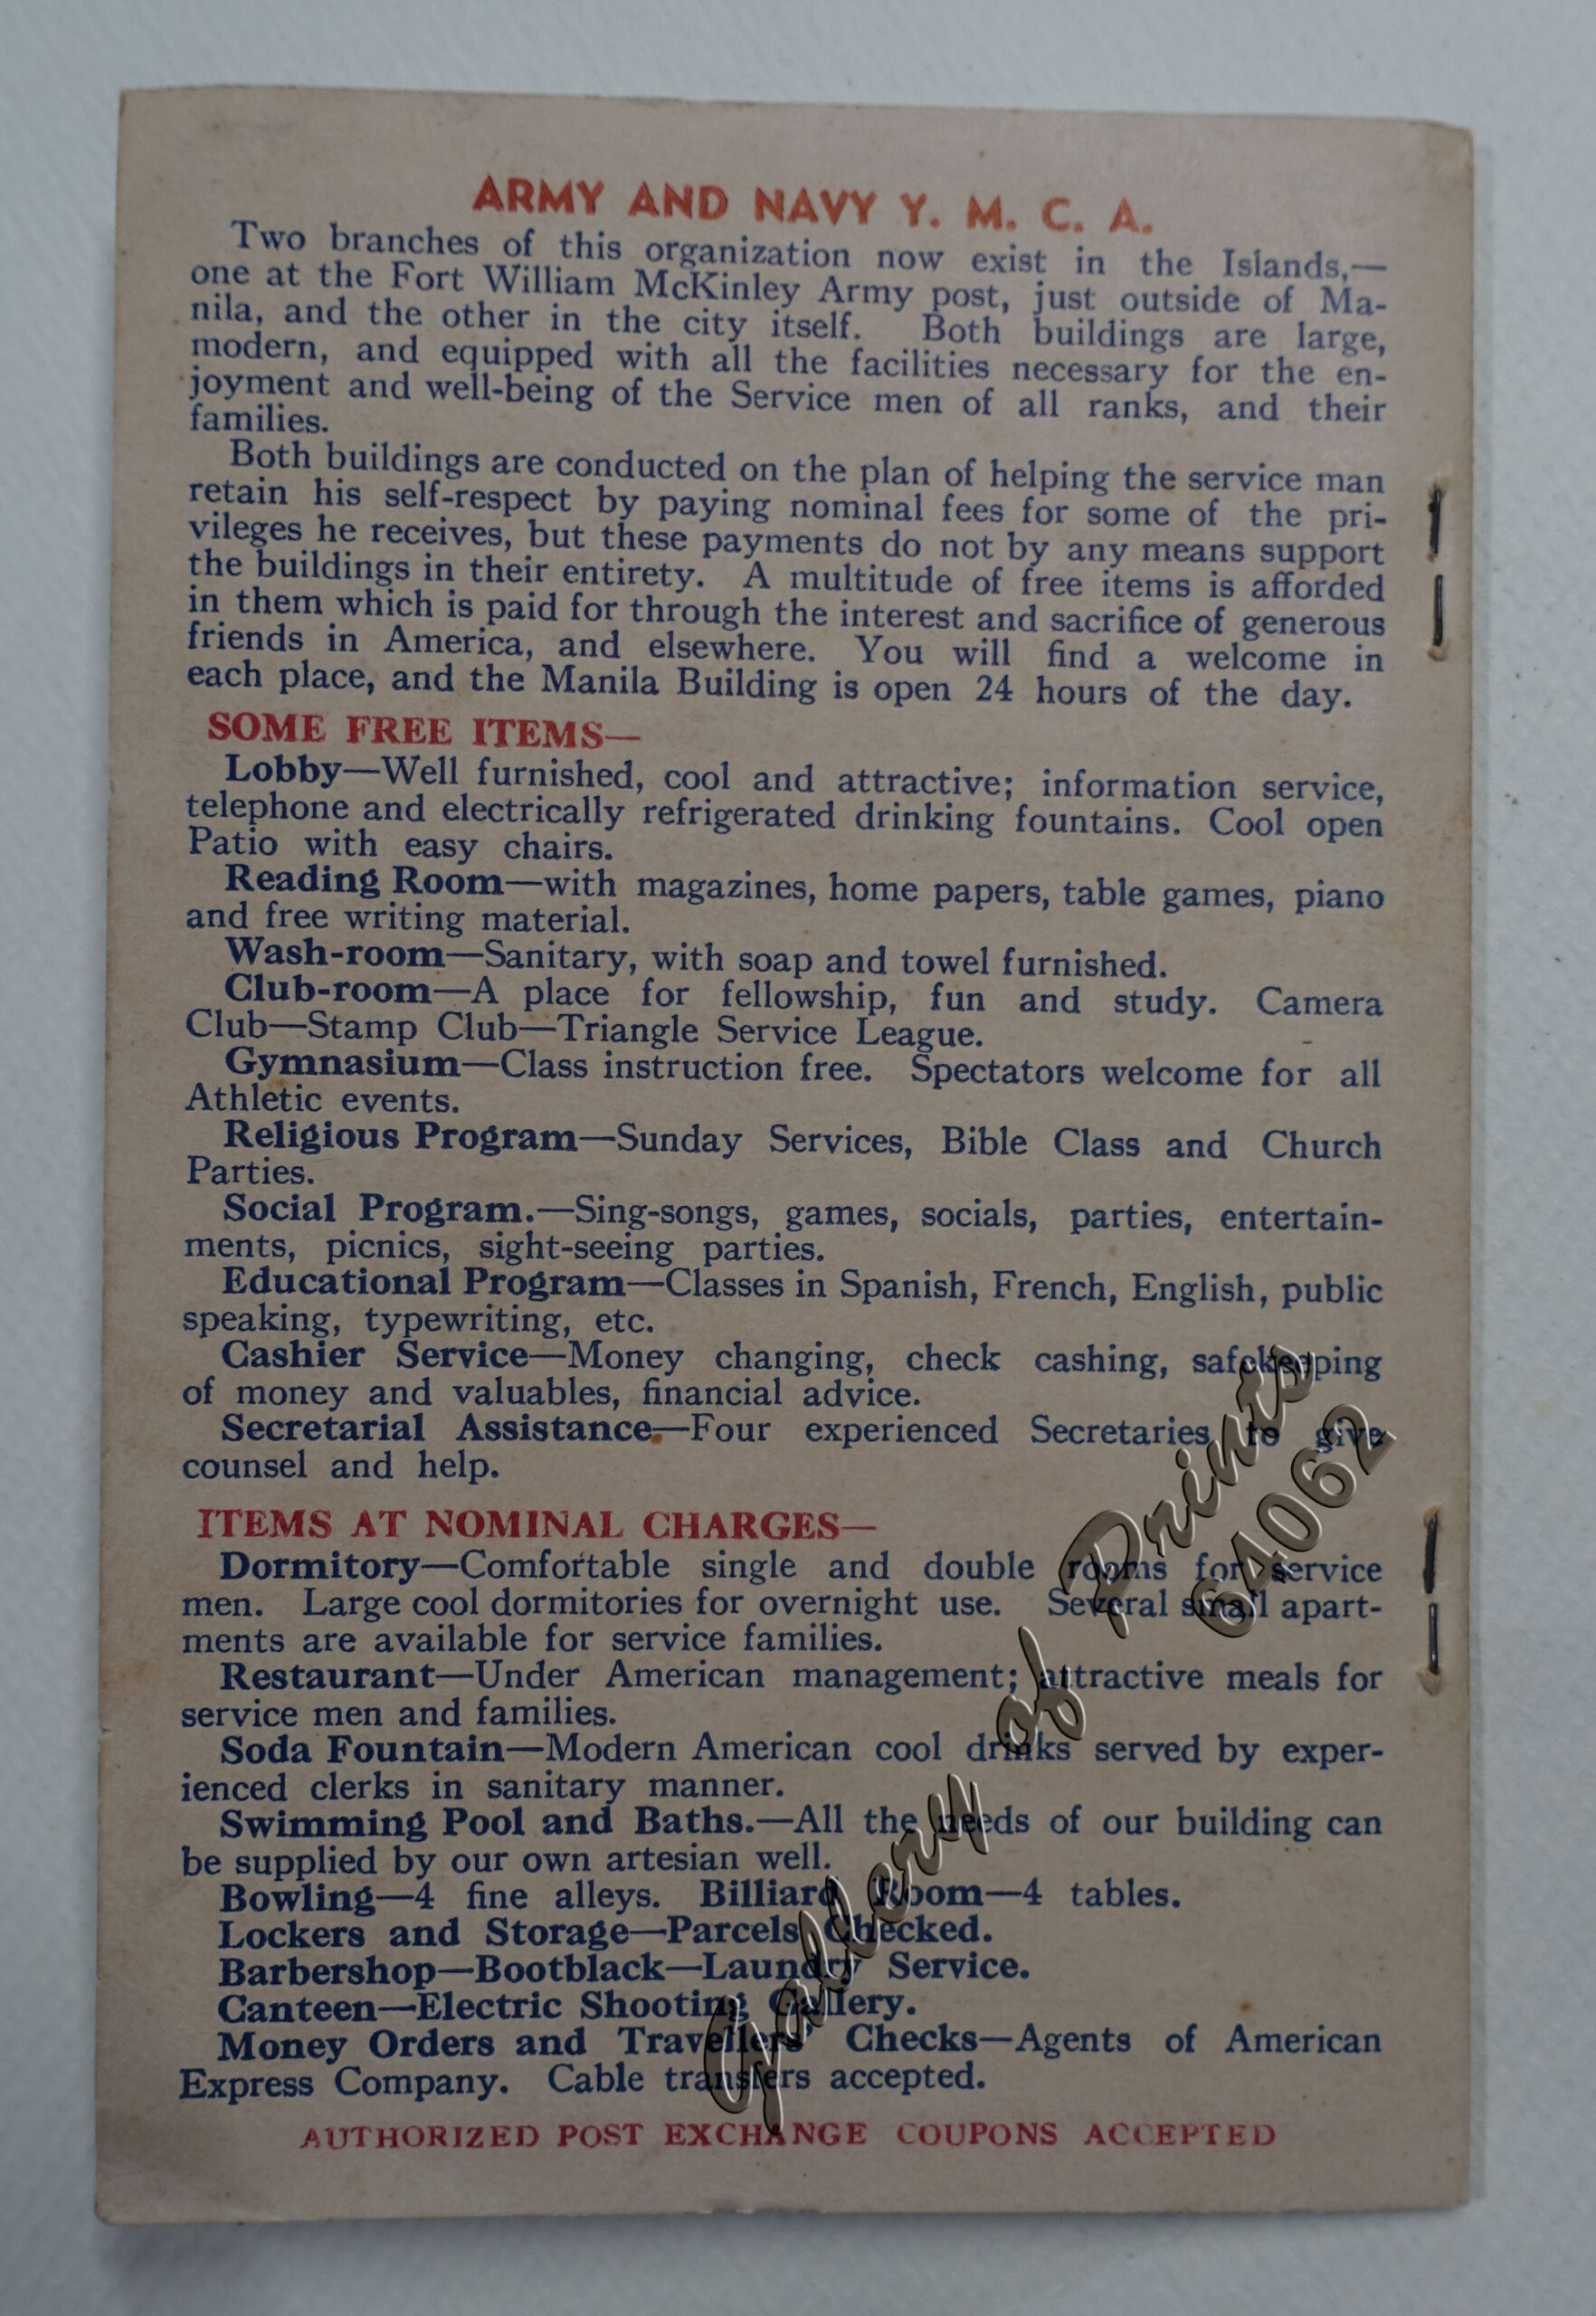 ARMY AND NAVY Y. M. C. A.
Two branches of this organization now exist in the Islands,—
one at the Fort William McKinley Army post, just outside of Ma-
nila, and the other in the city itself. Both buildings are large,
modern, and equipped with all the facilities necessary for the en-
joyment and well-being of the Service men of all ranks, and their
families.
Both buildings are conducted on the plan of helping the service man
retain his self-respect by paying nominal fees for some of the pri-
vileges he receives, but these payments do not by any means support
the buildings in their entirety. A multitude of free items is afforded
in them which is paid for through the interest and sacrifice of generous
friends in America, and elsewhere. You will find a welcome in
each place, and the Manila Building is open 24 hours of the day.
SOME FREE ITEMS—
Lobby—Well furnished, cool and attractive; information service,
telephone and electrically refrigerated drinking fountains. Cool open
Patio with easy chairs.
Reading Room—with magazines, home papers, table games, piano
and free writing material.
Wash-room—Sanitary, with soap and towel furnished.
Club-room—A place for fellowship, fun and study. Camera
Club—Stamp Club—Triangle Service League.
Gymnasium—Class instruction free. Spectators welcome for all
Athletic events.
Religious Program—Sunday Services, Bible Class and Church
Parties.
Social Program.—Sing-songs, games, socials, parties, entertain-
ments, picnics, sight-seeing parties.
Educational Program—Classes in Spanish, French, English, public
speaking, typewriting, etc.
Cashier Service—Money changing, check cashing, safekeeping
of money and valuables, financial advice.
Secretarial Assistance—Four experienced Secretaries to give
counsel and help.
ITEMS AT NOMINAL CHARGES—
Dormitory—Comfortable single and double rooms for service
men. Large cool dormitories for overnight use. Several small apart-
ments are available for service families.
Restaurant—Under American management; attractive meals for
service men and families.
Soda Fountain—Modern American cool drinks served by exper-
ienced clerks in sanitary manner.
Swimming Pool and Baths.—All the needs of our building can
be supplied by our own artesian well.
Bowling—4 fine alleys. Billiard Room—4 tables.
Lockers and Storage—Parcels Checked.
Barbershop—Bootblack—Laundry Service.
Canteen—Electric Shooting Gallery.
Money Orders and Travellers' Checks—Agents of American
Express Company. Cable transfers accepted.
AUTHORIZED POST EXCHANGE COUPONS ACCEPTED
Gallery of Prints
64062